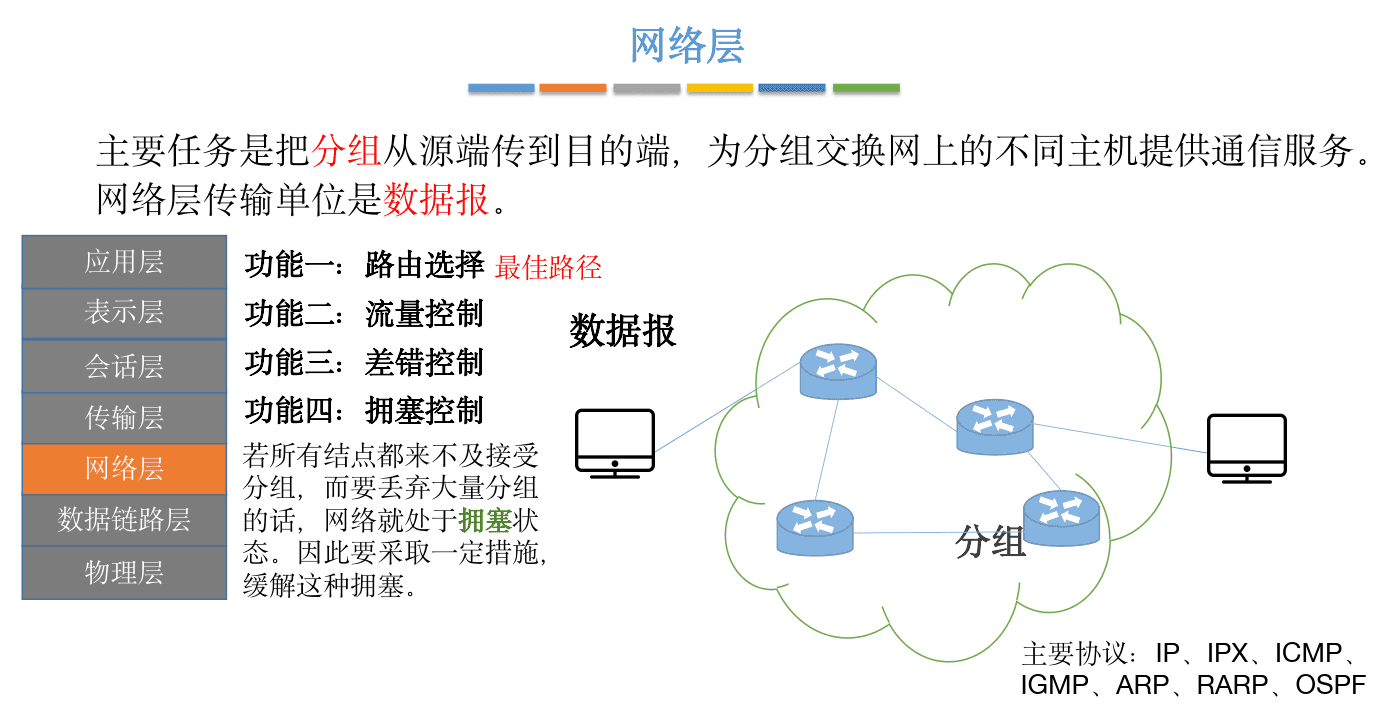 网络层
主要任务是把分组从源端传到目的端，为分组交换网上的不同主机提供通信服务。
网络层传输单位是数据报。
应用层
表示层
会话层
传输层
网络层
数据链路层
物理层
功能一：路由选择 最佳路径
功能二：流量控制
功能三：差错控制
功能四：拥塞控制
若所有结点都来不及接受
分组，而要丢弃大量分组
的话，网络就处于拥塞状
态。因此要采取一定措施，
缓解这种拥塞。
数据报
分组
主要协议：IP、IPX、ICMP、
IGMP、ARP、RARP、OSPF